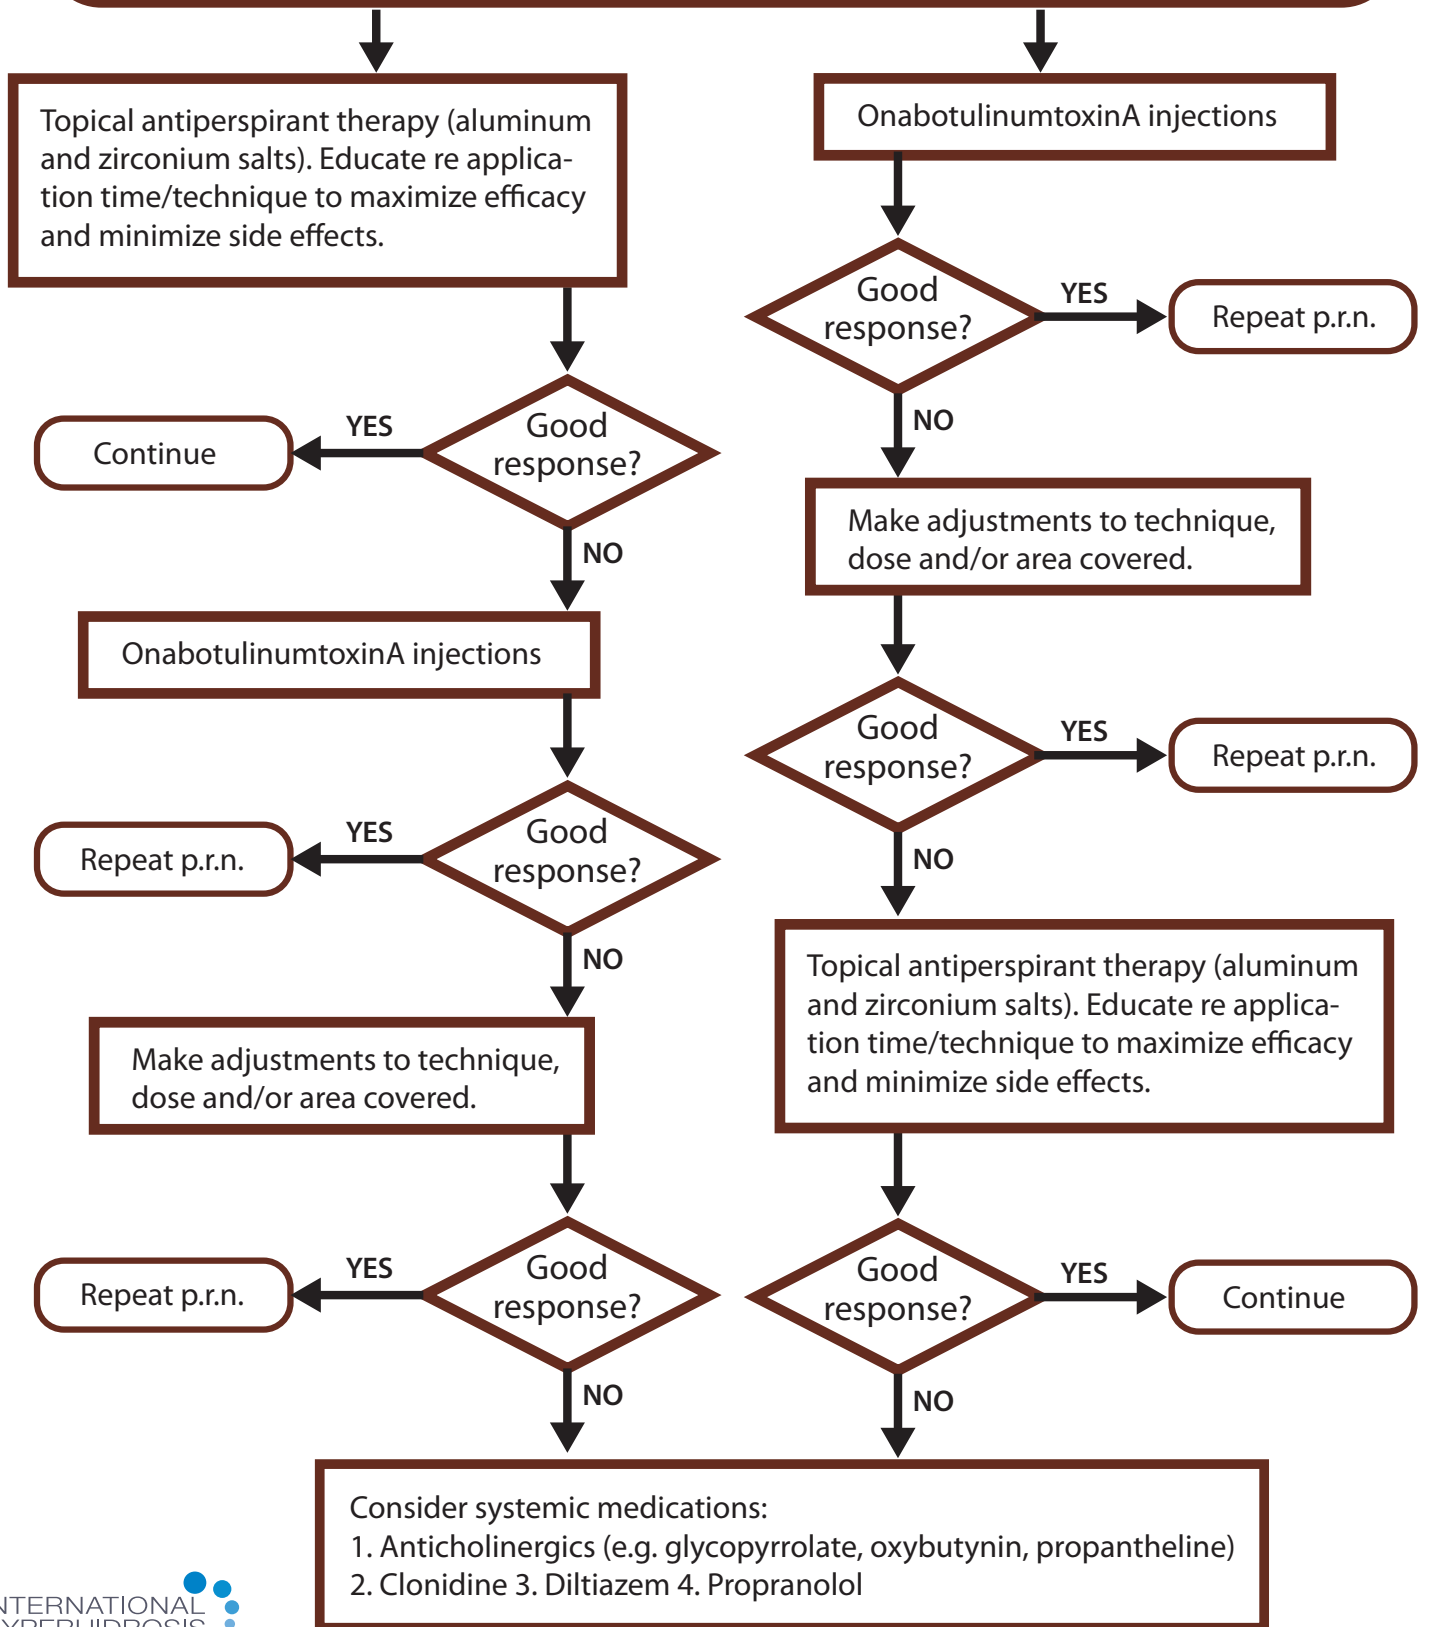 Topical antiperspirant therapy (aluminum
and zirconium salts). Educate re applica-
tion time/technique to maximize efficacy
and minimize side effects.
Good
response?
YES
Continue
NO
OnabotulinumtoxinA injections
Good
response?
YES
Repeat p.r.n.
NO
Make adjustments to technique,
dose and/or area covered.
Good
response?
YES
Repeat p.r.n.
NO
OnabotulinumtoxinA injections
Good
response?
YES
Repeat p.r.n.
NO
Make adjustments to technique,
dose and/or area covered.
Good
response?
YES
Repeat p.r.n.
NO
Topical antiperspirant therapy (aluminum
and zirconium salts). Educate re applica-
tion time/technique to maximize efficacy
and minimize side effects.
Good
response?
YES
Continue
NO
Consider systemic medications:
1. Anticholinergics (e.g. glycopyrrolate, oxybutynin, propantheline)
2. Clonidine 3. Diltiazem 4. Propranolol
NTERNATIONAL